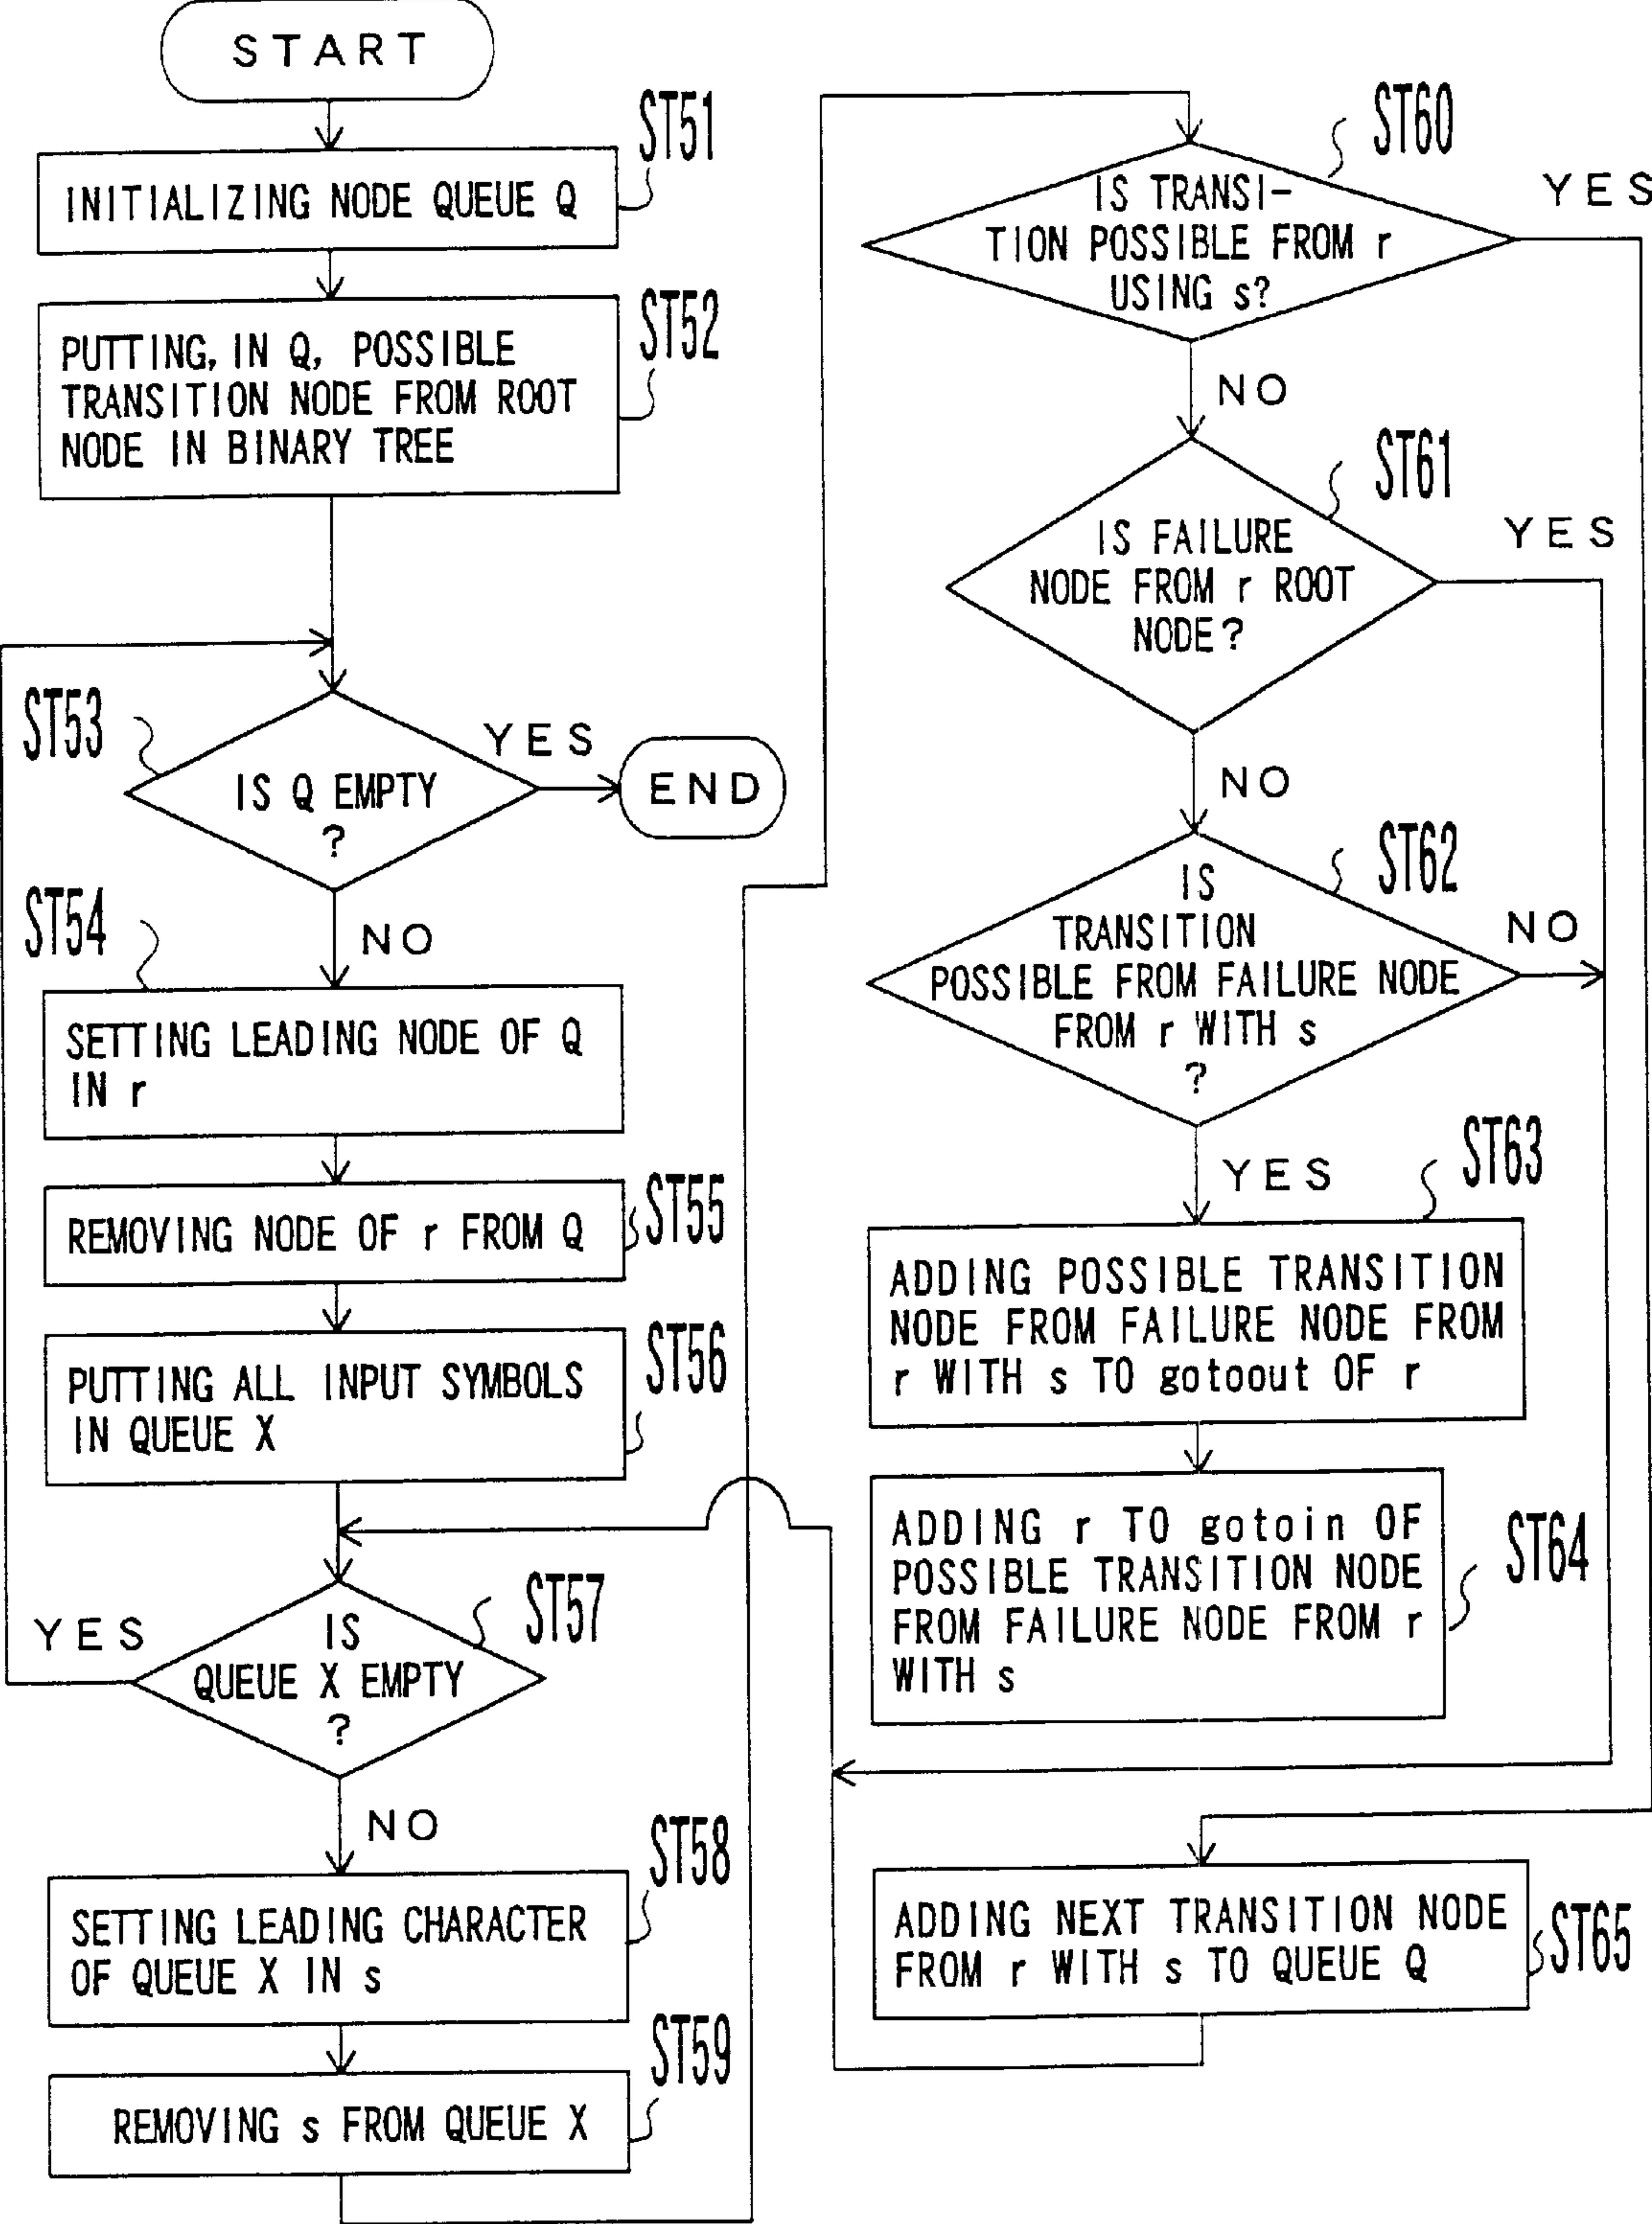 START
ST51
INITIALIZING NODE QUEUE Q
ST52
PUTTING, IN Q, POSSIBLE
TRANSITION NODE FROM ROOT
NODE IN BINARY TREE
ST53
IS Q EMPTY
?
YES
END
NO
ST54
SETTING LEADING NODE OF Q
IN r
ST55
REMOVING NODE OF r FROM Q
ST56
PUTTING ALL INPUT SYMBOLS
IN QUEUE X
ST57
YES
IS
QUEUE X EMPTY
?
NO
ST58
SETTING LEADING CHARACTER
OF QUEUE X IN s
ST59
REMOVING s FROM QUEUE X
ST60
IS TRANSI-
TION POSSIBLE FROM r
USING s?
YES
NO
ST61
IS FAILURE
NODE FROM r ROOT
NODE?
YES
NO
ST62
IS
TRANSITION
POSSIBLE FROM FAILURE NODE
FROM r WITH s
?
NO
YES
ST63
ADDING POSSIBLE TRANSITION
NODE FROM FAILURE NODE FROM
r WITH s TO gotoout OF r
ST64
ADDING r TO gotoin OF
POSSIBLE TRANSITION NODE
FROM FAILURE NODE FROM r
WITH s
ST65
ADDING NEXT TRANSITION NODE
FROM r WITH s TO QUEUE Q